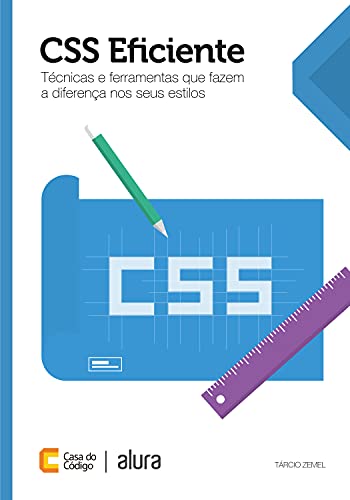 CSS Eficiente
Técnicas e ferramentas que fazem
a diferença nos seus estilos
CSS
Casa do
Código
alura
TÁRCIO ZEMEL